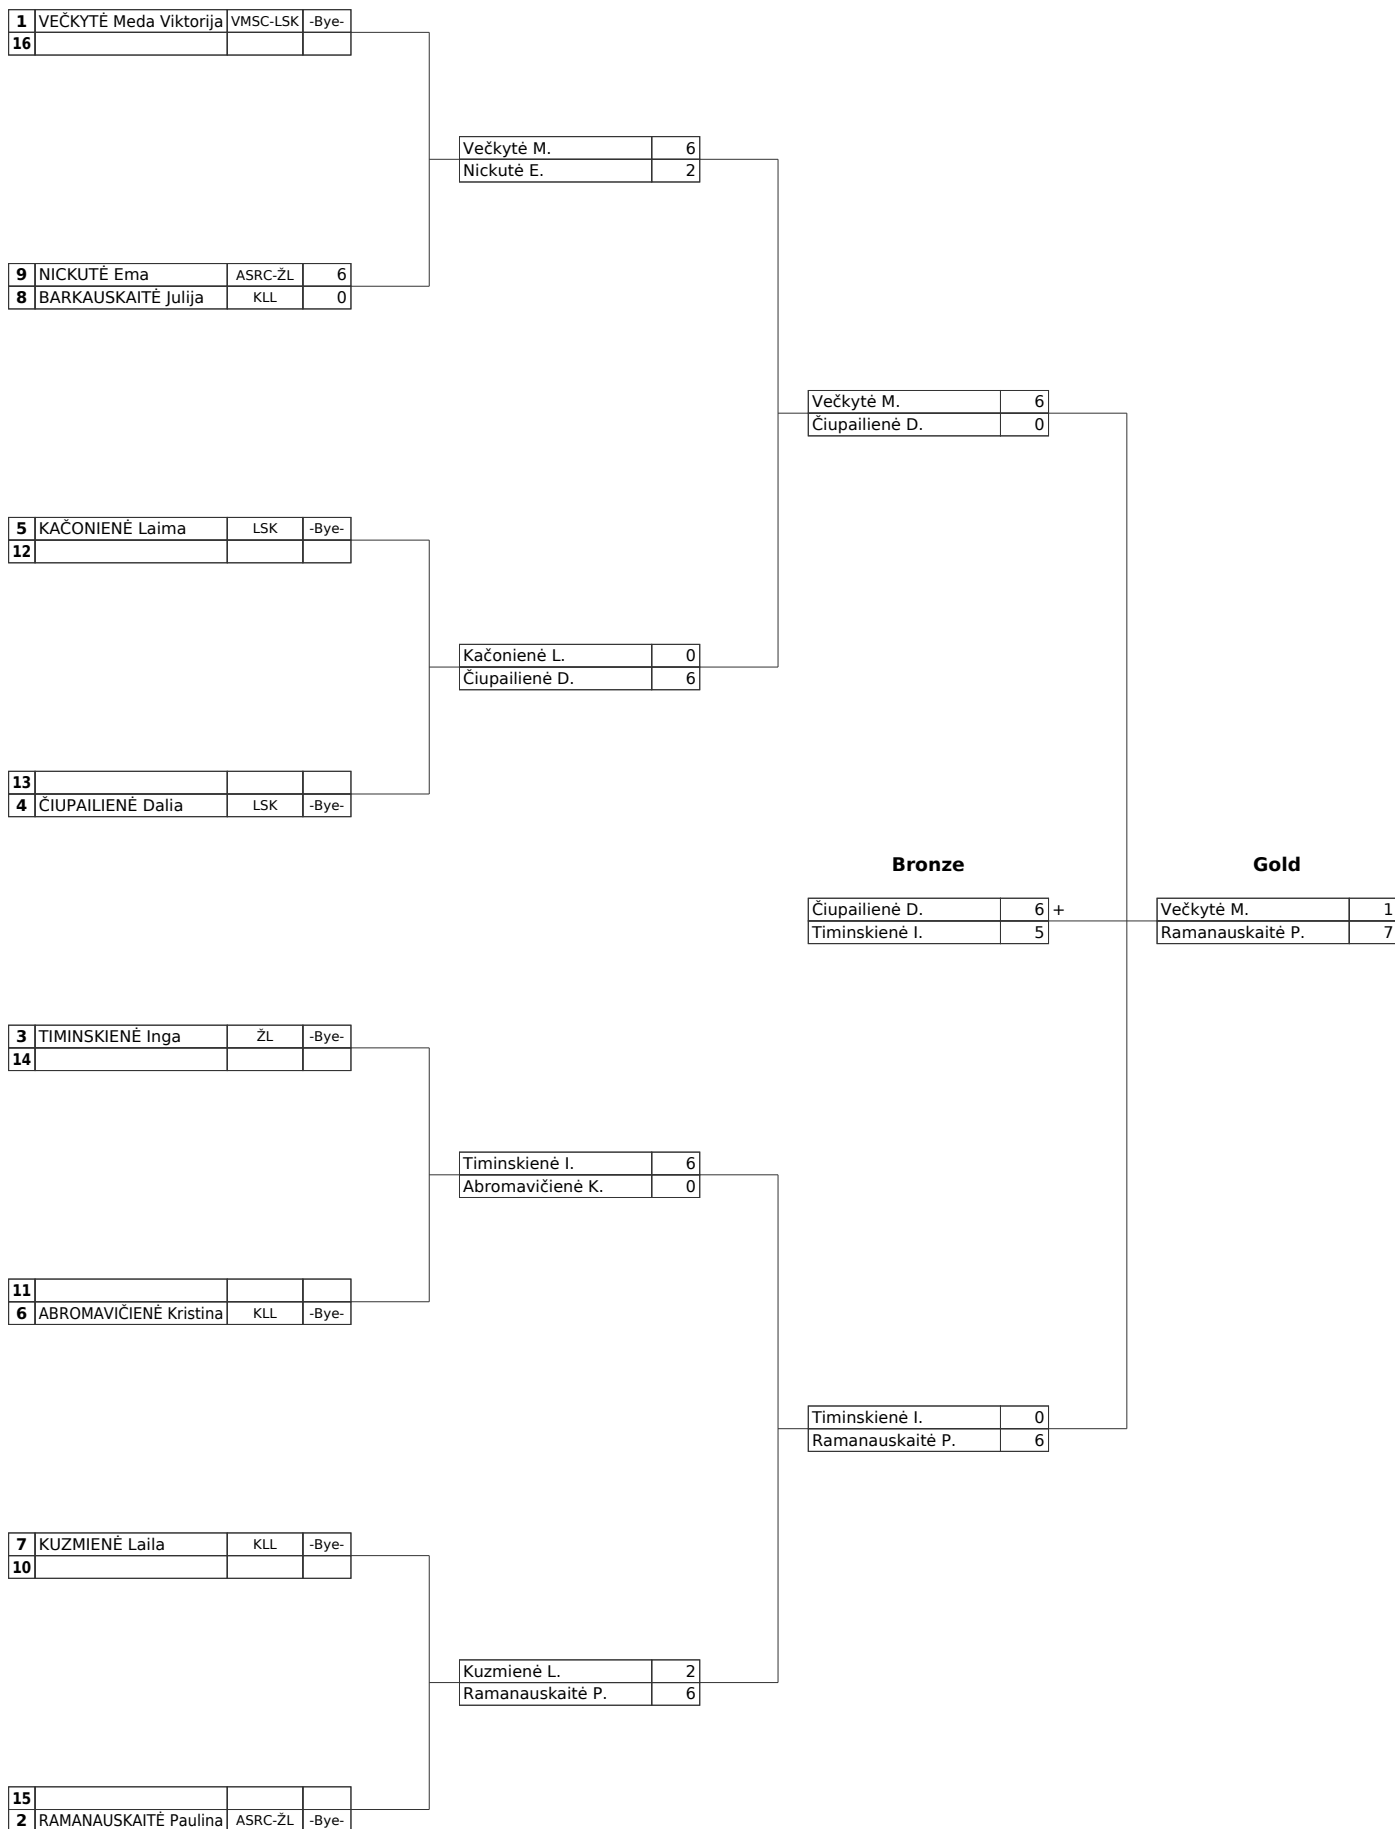 1 VEČKYTĖ Meda Viktorija VMSC-LSK -Bye-
16
Večkytė M. 6
Nickutė E. 2
9 NICKUTĖ Ema ASRC-ŽL 6
8 BARKAUSKAITĖ Julija KLL 0
Večkytė M. 6
Čiupailienė D. 0
5 KAČONIENĖ Laima LSK -Bye-
12
Kačonienė L. 0
Čiupailienė D. 6
13
4 ČIUPAILIENĖ Dalia LSK -Bye-
Bronze Gold
Čiupailienė D. 6 + Večkytė M. 1
Timinskienė I. 5 Ramanauskaitė P. 7
3 TIMINSKIENĖ Inga ŽL -Bye-
14
Timinskienė I. 6
Abromavičienė K. 0
11
6 ABROMAVIČIENĖ Kristina KLL -Bye-
Timinskienė I. 0
Ramanauskaitė P. 6
7 KUZMIENĖ Laila KLL -Bye-
10
Kuzmienė L. 2
Ramanauskaitė P. 6
15
2 RAMANAUSKAITĖ Paulina ASRC-ŽL -Bye-